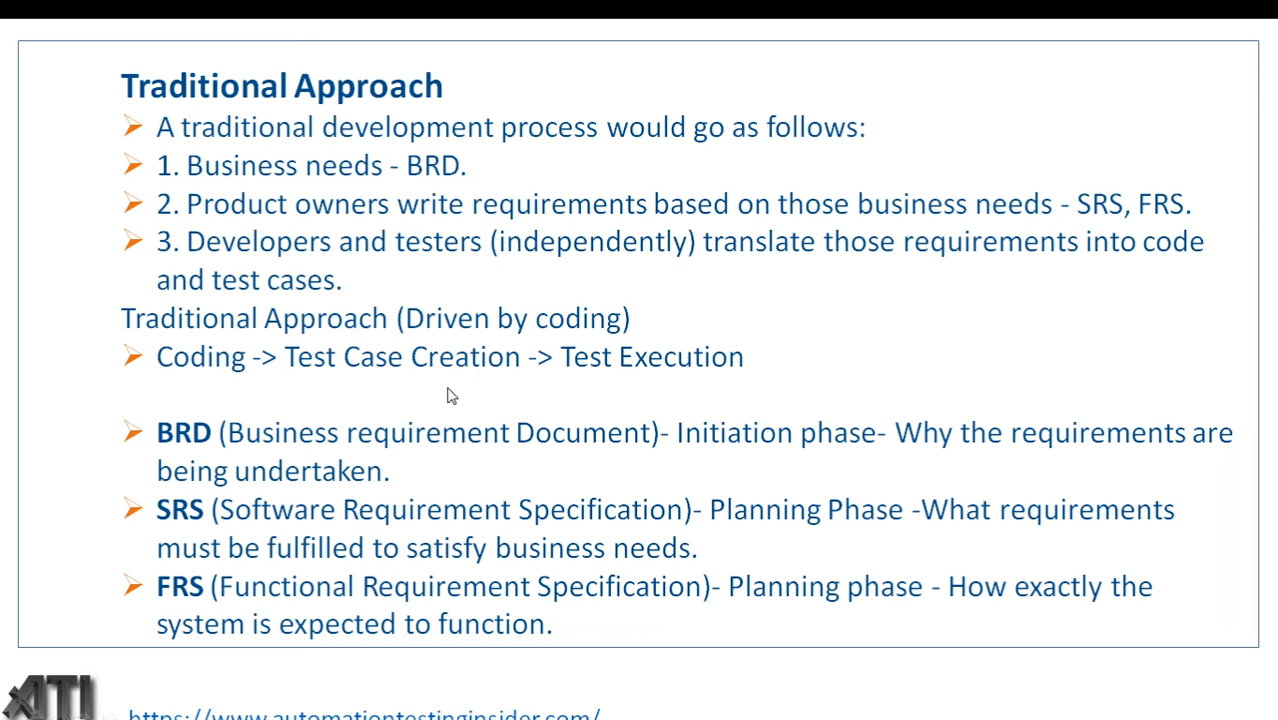 Traditional Approach
A traditional development process would go as follows:
1. Business needs - BRD.
2. Product owners write requirements based on those business needs - SRS, FRS.
3. Developers and testers (independently) translate those requirements into code
and test cases.
Traditional Approach (Driven by coding)
Coding -> Test Case Creation -> Test Execution
BRD (Business requirement Document)- Initiation phase- Why the requirements are
being undertaken.
SRS (Software Requirement Specification)- Planning Phase -What requirements
must be fulfilled to satisfy business needs.
FRS (Functional Requirement Specification)- Planning phase - How exactly the
system is expected to function.
ATI
https://www.automationtestinginsider.com/